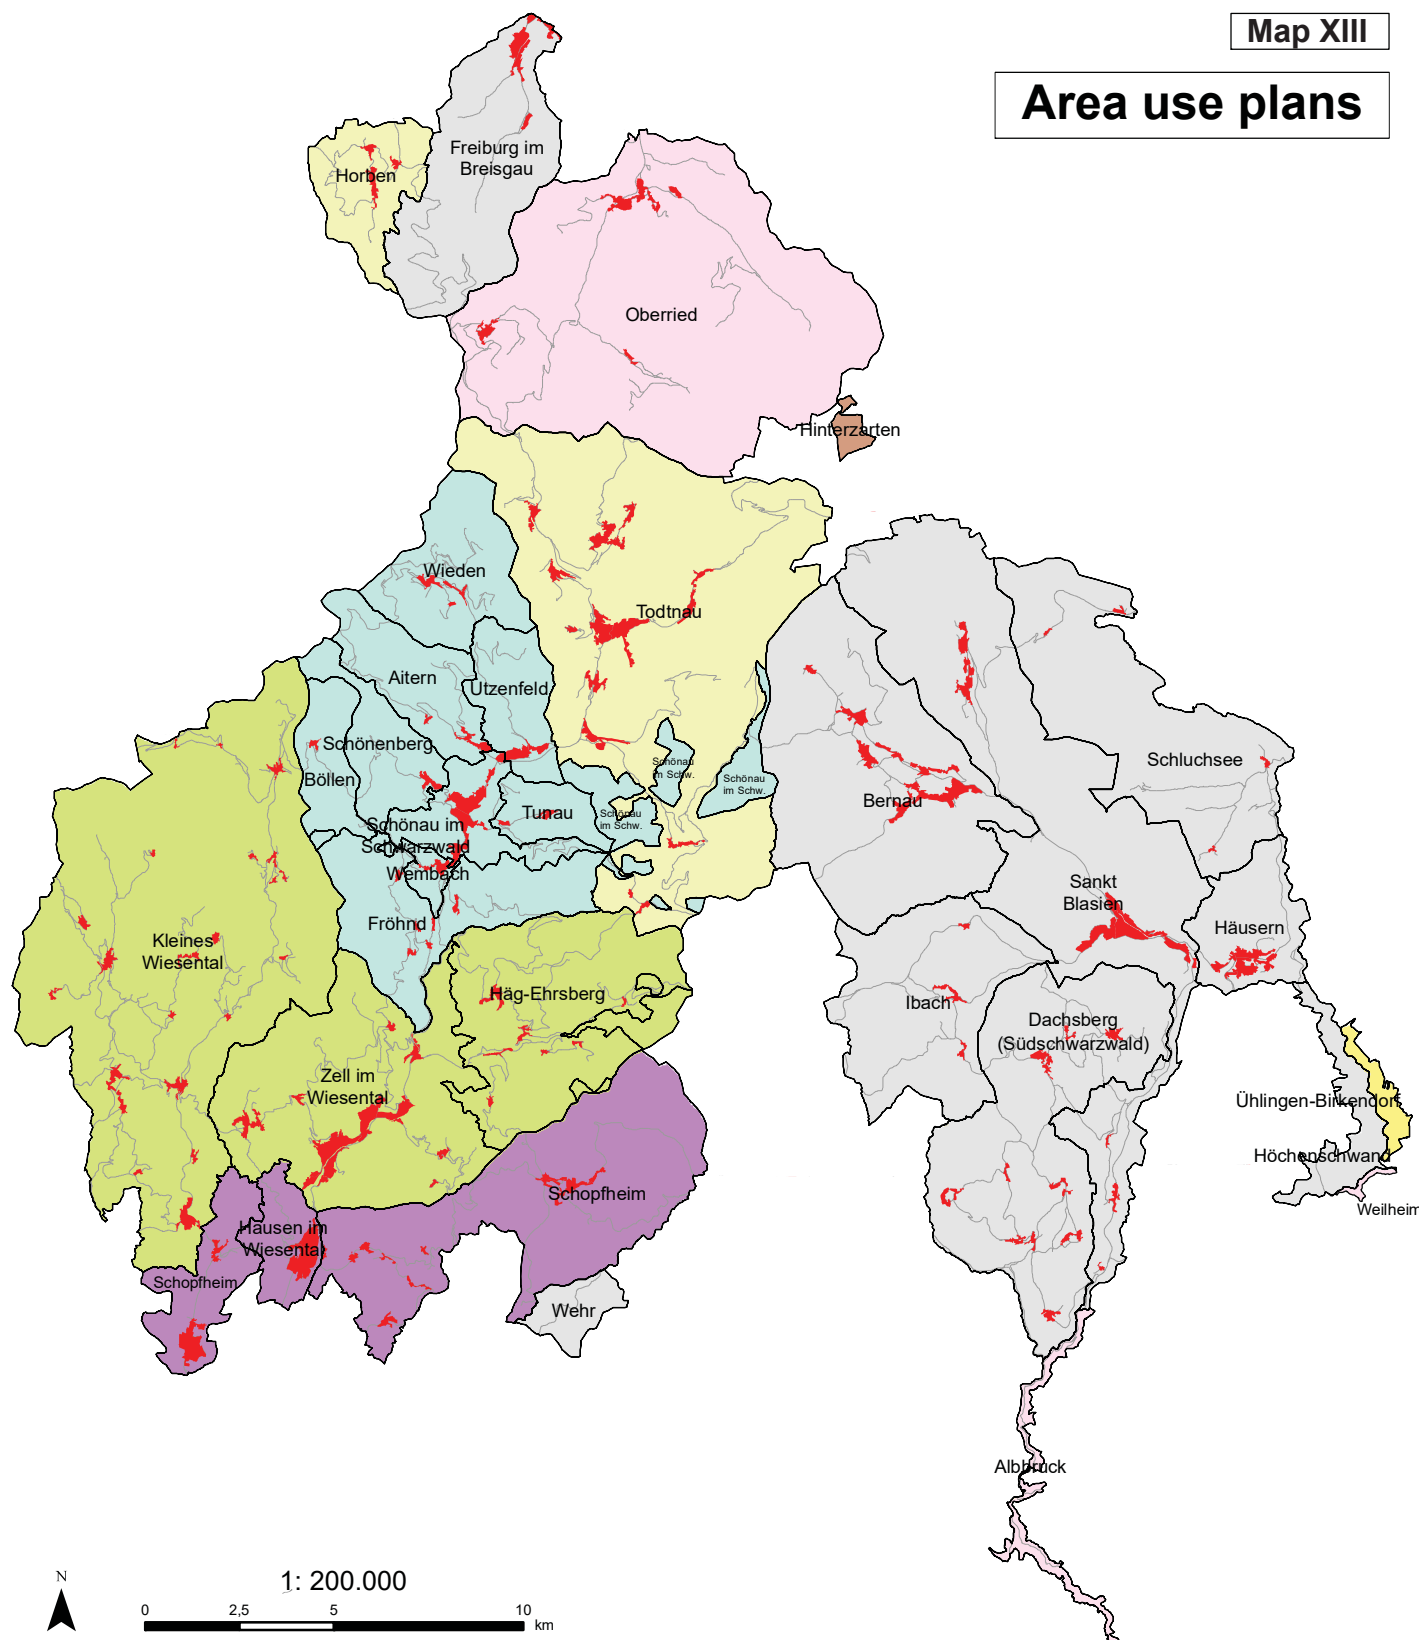 Map XIII
Area use plans
Freiburg im
Breisgau
Horben
Oberried
Hinterzarten
Wieden
Todtnau
Aitern
Utzenfeld
Schönenberg
Böllen
Schönau
im Schw.
Schönau
im Schw.
Schluchsee
Bernau
Tunau
Schönau
im Schw.
Schönau im
Schwarzwald
Wembach
Sankt
Blasien
Fröhnd
Häusern
Kleines
Wiesental
Häg-Ehrsberg
Ibach
Dachsberg
(Südschwarzwald)
Zell im
Wiesental
Ühlingen-Birkendorf
Höchenschwand
Schopfheim
Weilheim
Hausen im
Wiesental
Schopfheim
Wehr
Albbruck
N
1: 200.000
0 2,5 5 10
km